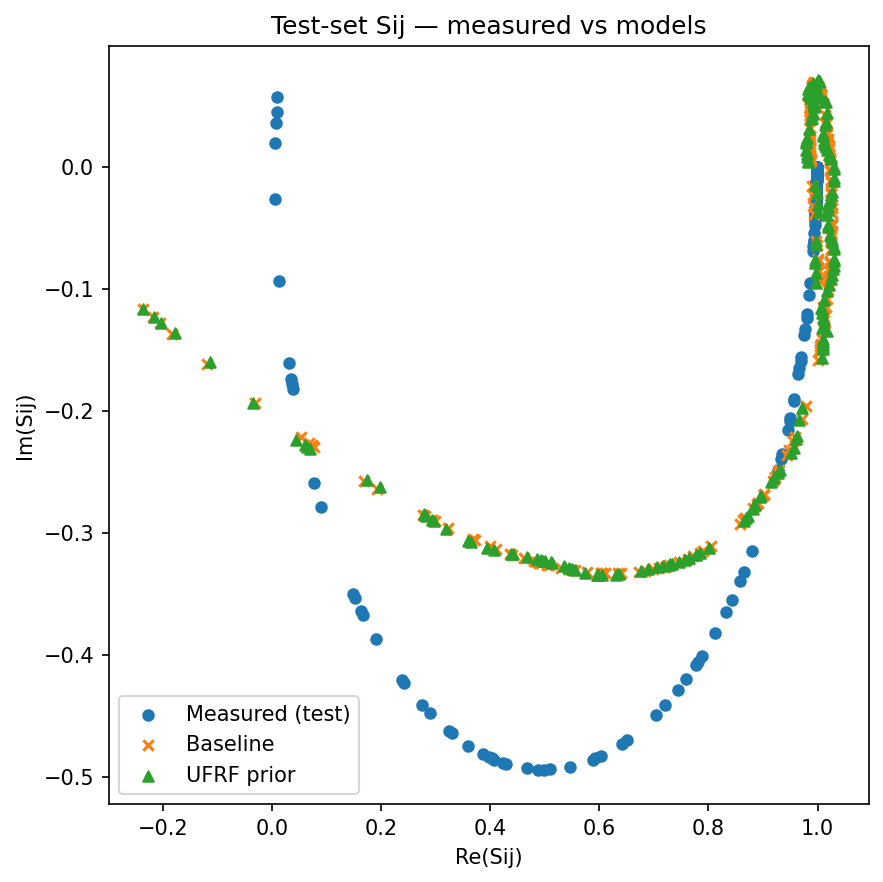 Test-set Sij — measured vs models
0.0
−0.1
−0.2
−0.3
−0.4
−0.5
Im(Sij)
Measured (test)
Baseline
UFRF prior
−0.2 0.0 0.2 0.4 0.6 0.8 1.0
Re(Sij)